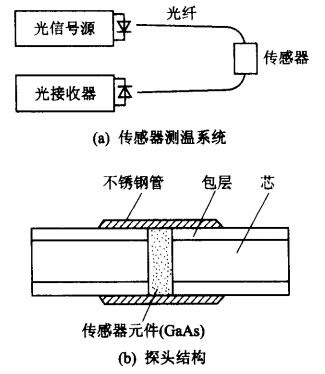 光信号源
光纤
光接收器
传感器
(a) 传感器测温系统
不锈钢管
包层
芯
传感器元件(GaAs)
(b) 探头结构